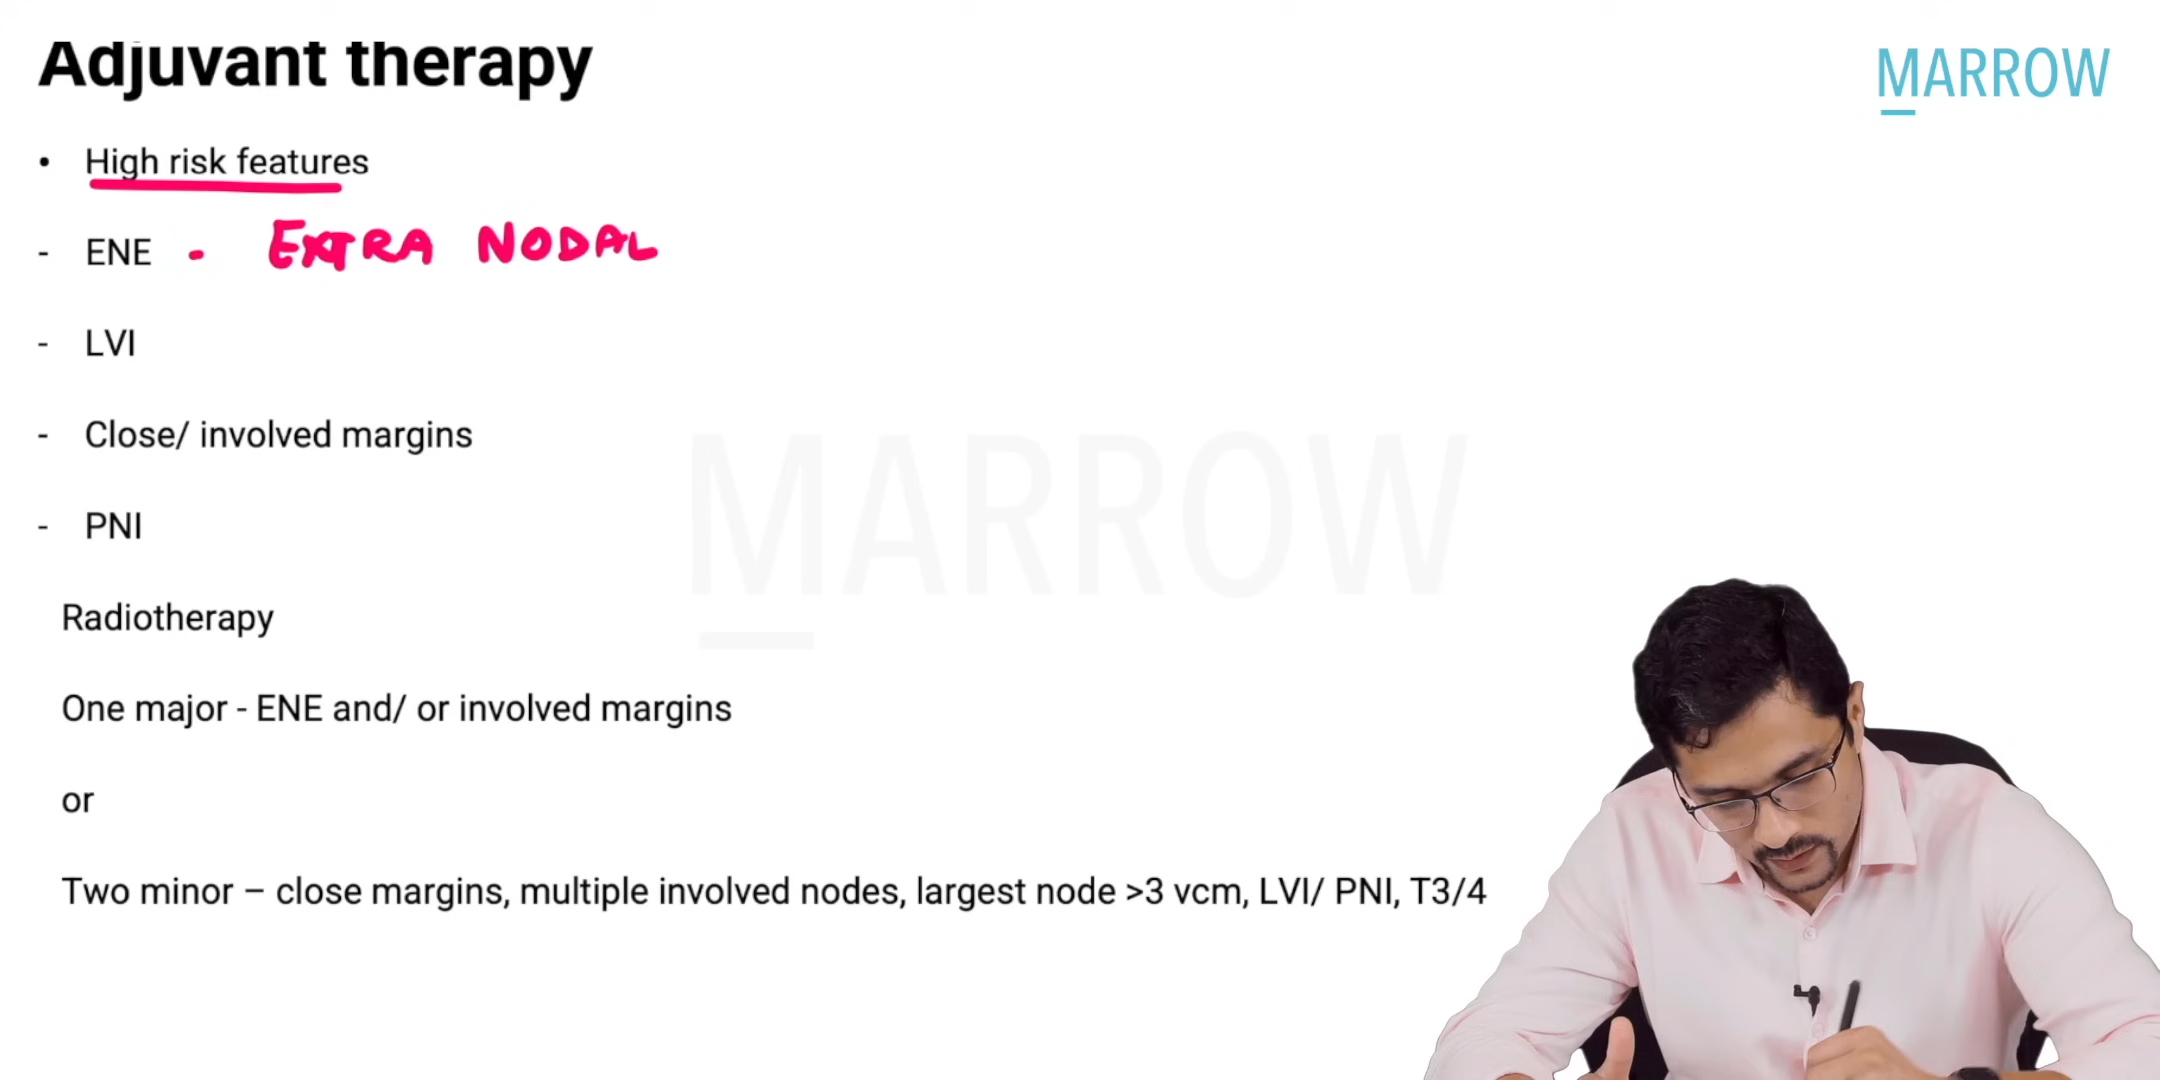 Adjuvant therapy
MARROW
• High risk features
- ENE - EXTRA NODAL
- LVI
- Close/ involved margins
MARROW
- PNI
Radiotherapy
One major - ENE and/ or involved margins
or
Two minor – close margins, multiple involved nodes, largest node >3 vcm, LVI/ PNI, T3/4